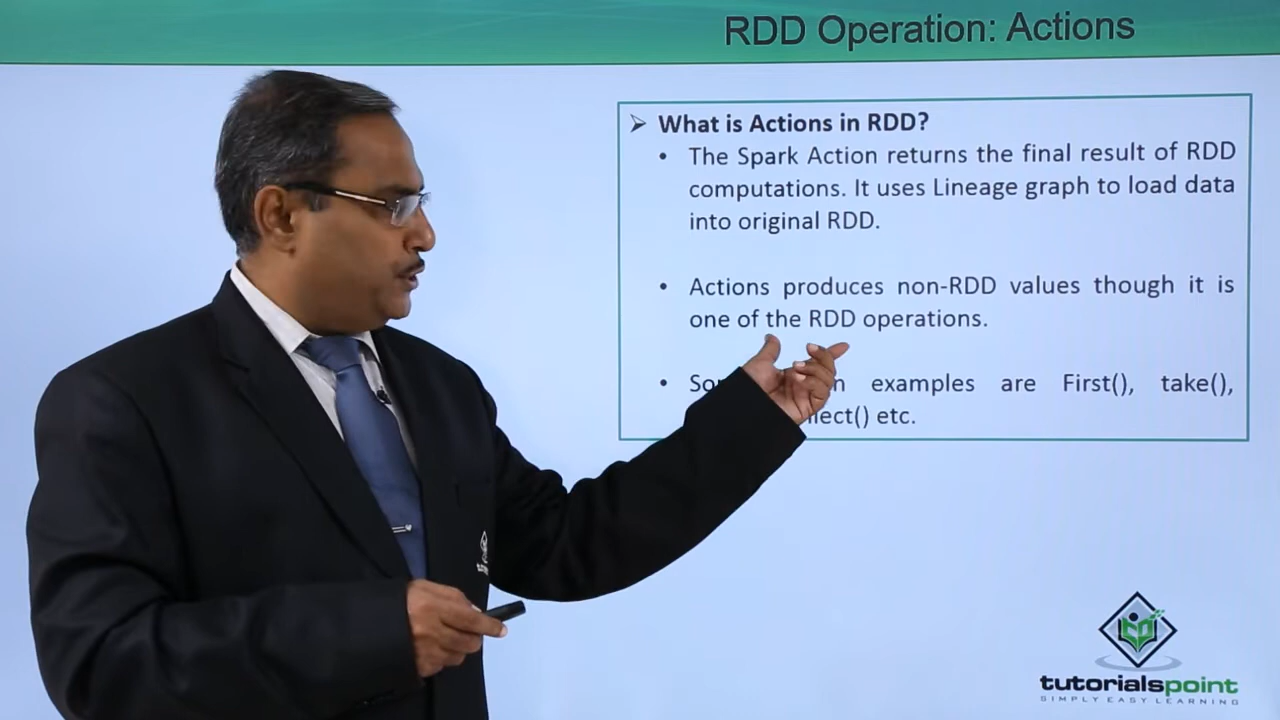 RDD Operation: Actions
➢ What is Actions in RDD?
• The Spark Action returns the final result of RDD
computations. It uses Lineage graph to load data
into original RDD.
• Actions produces non-RDD values though it is
one of the RDD operations.
• examples are First(), take(),
etc.
tutorialspoint
SIMPLY EASY LEARNING